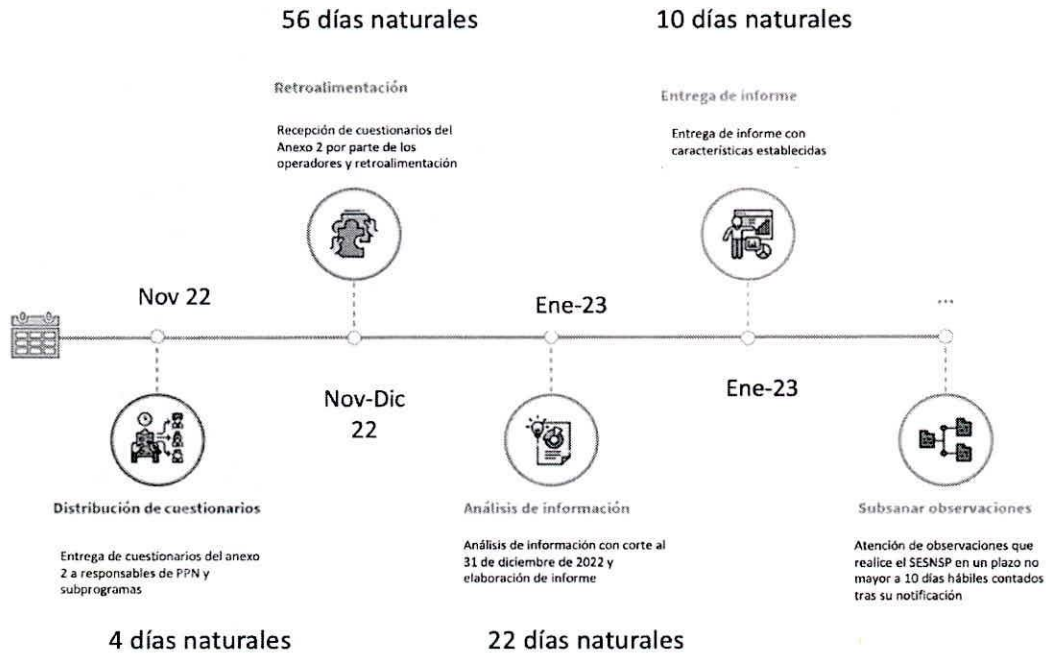 56 días naturales
10 días naturales
Retroalimentación
Recepción de cuestionarios del
Anexo 2 por parte de los
operadores y retroalimentación
Entrega de informe
Entrega de informe con
características establecidas
Nov 22
Ene-23
...
Nov-Dic
22
Ene-23
Distribución de cuestionarios
Entrega de cuestionarios del anexo
2 a responsables de PPN y
subprogramas
Análisis de información
Análisis de información con corte al
31 de diciembre de 2022 y
elaboración de informe
Subsanar observaciones
Atención de observaciones que
realice el SESNSP en un plazo no
mayor a 10 días hábiles contados
tras su notificación
4 días naturales
22 días naturales